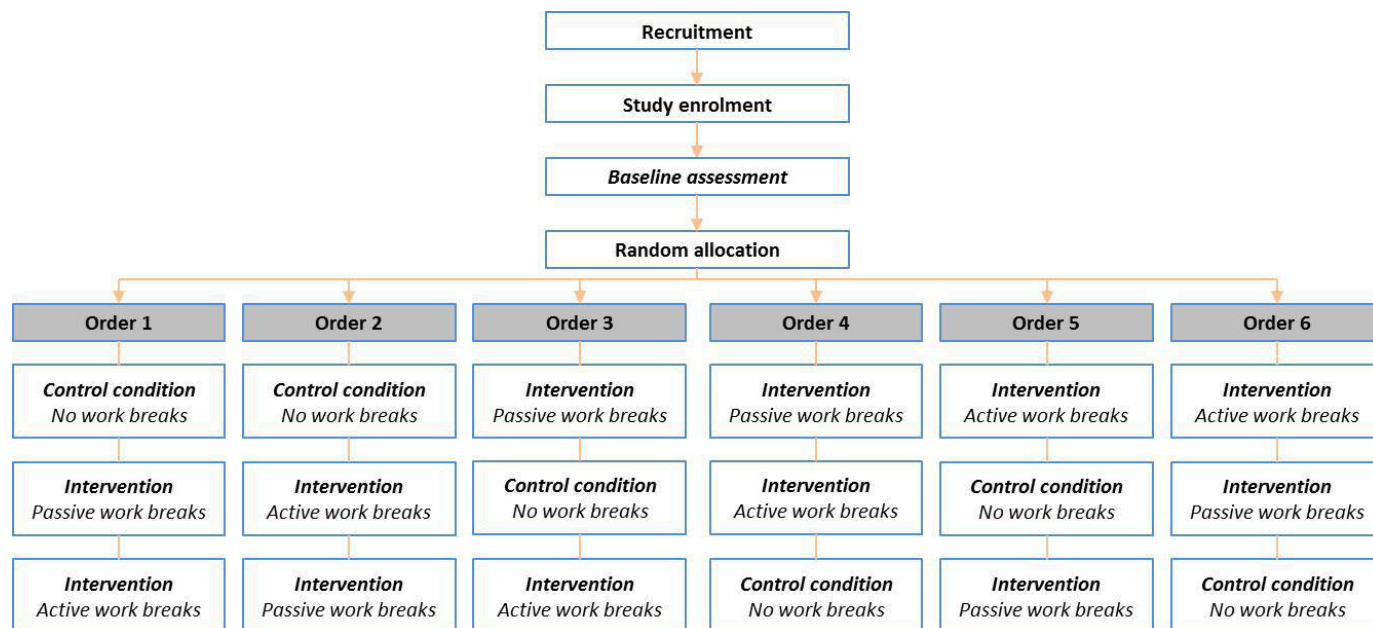 Recruitment
Study enrolment
Baseline assessment
Random allocation
Order 1
Order 2
Order 3
Order 4
Order 5
Order 6
Control condition
No work breaks
Control condition
No work breaks
Intervention
Passive work breaks
Intervention
Passive work breaks
Intervention
Active work breaks
Intervention
Active work breaks
Intervention
Passive work breaks
Intervention
Active work breaks
Control condition
No work breaks
Intervention
Active work breaks
Control condition
No work breaks
Intervention
Passive work breaks
Intervention
Active work breaks
Intervention
Passive work breaks
Intervention
Active work breaks
Control condition
No work breaks
Intervention
Passive work breaks
Control condition
No work breaks